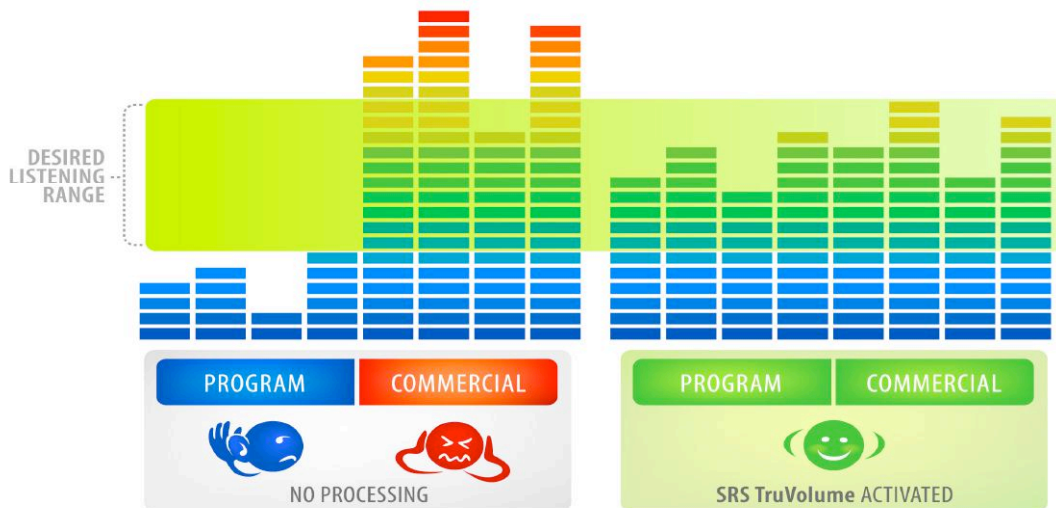 DESIRED
LISTENING
RANGE
PROGRAM
COMMERCIAL
NO PROCESSING
PROGRAM
COMMERCIAL
SRS TruVolume ACTIVATED